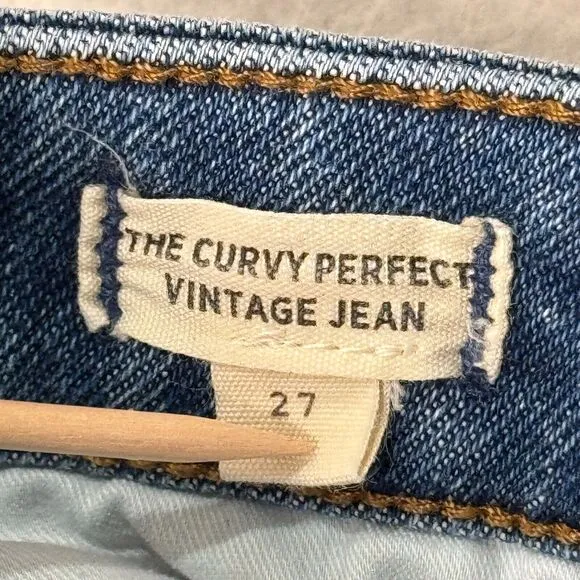 THE CURVY PERFECT
VINTAGE JEAN
27